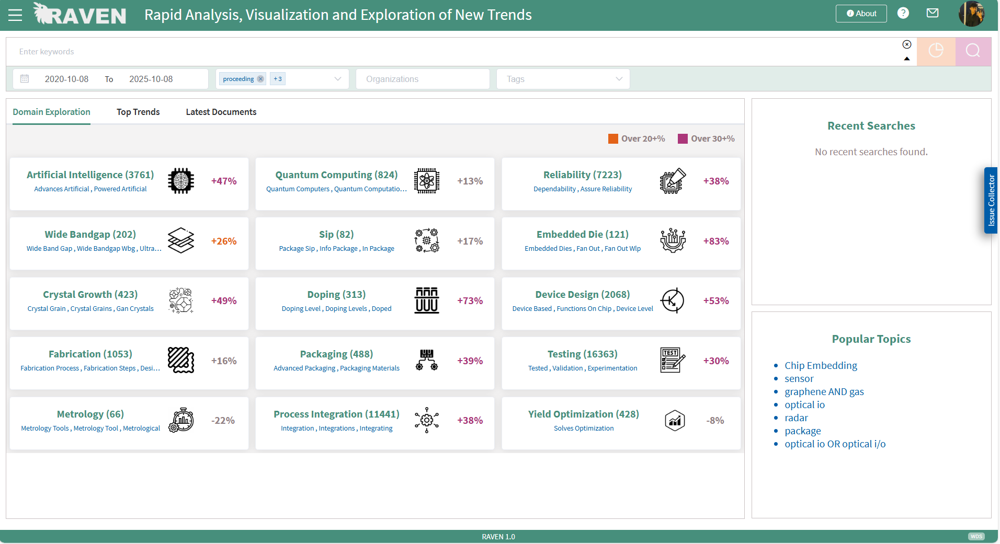 RAVEN
Rapid Analysis, Visualization and Exploration of New Trends
About
Enter keywords
2020-10-08 To 2025-10-08
proceeding
+ 3
Organizations
Tags
Domain Exploration
Top Trends
Latest Documents
Over 20+%
Over 30+%
Artificial Intelligence (3761)
Advances Artificial , Powered Artificial
+47%
Quantum Computing (824)
Quantum Computers , Quantum Computatio...
+13%
Reliability (7223)
Dependability , Assure Reliability
+38%
Wide Bandgap (202)
Wide Band Gap , Wide Bandgap Wbg , Ultra...
+26%
Sip (82)
Package Sip , Info Package , In Package
+17%
Embedded Die (121)
Embedded Dies , Fan Out , Fan Out Wlp
+83%
Crystal Growth (423)
Crystal Grain , Crystal Grains , Gan Crystals
+49%
Doping (313)
Doping Level , Doping Levels , Doped
+73%
Device Design (2068)
Device Based , Functions On Chip , Device Level
+53%
Fabrication (1053)
Fabrication Process , Fabrication Steps , Desi...
+16%
Packaging (488)
Advanced Packaging , Packaging Materials
+39%
Testing (16363)
Tested , Validation , Experimentation
TEST
+30%
Metrology (66)
Metrology Tools , Metrology Tool , Metrological
-22%
Process Integration (11441)
Integration , Integrations , Integrating
+38%
Yield Optimization (428)
Solves Optimization
-8%
Recent Searches
No recent searches found.
Issue Collector
Popular Topics
Chip Embedding
sensor
graphene AND gas
optical io
radar
package
optical io OR optical i/o
RAVEN 1.0
WDS